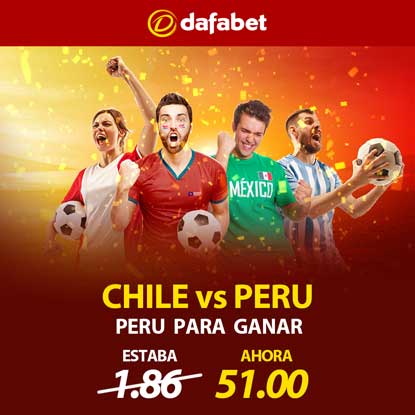 dafabet
MÉXICO
CHILE vs PERU
PERU PARA GANAR
ESTABA AHORA
1.86 51.00